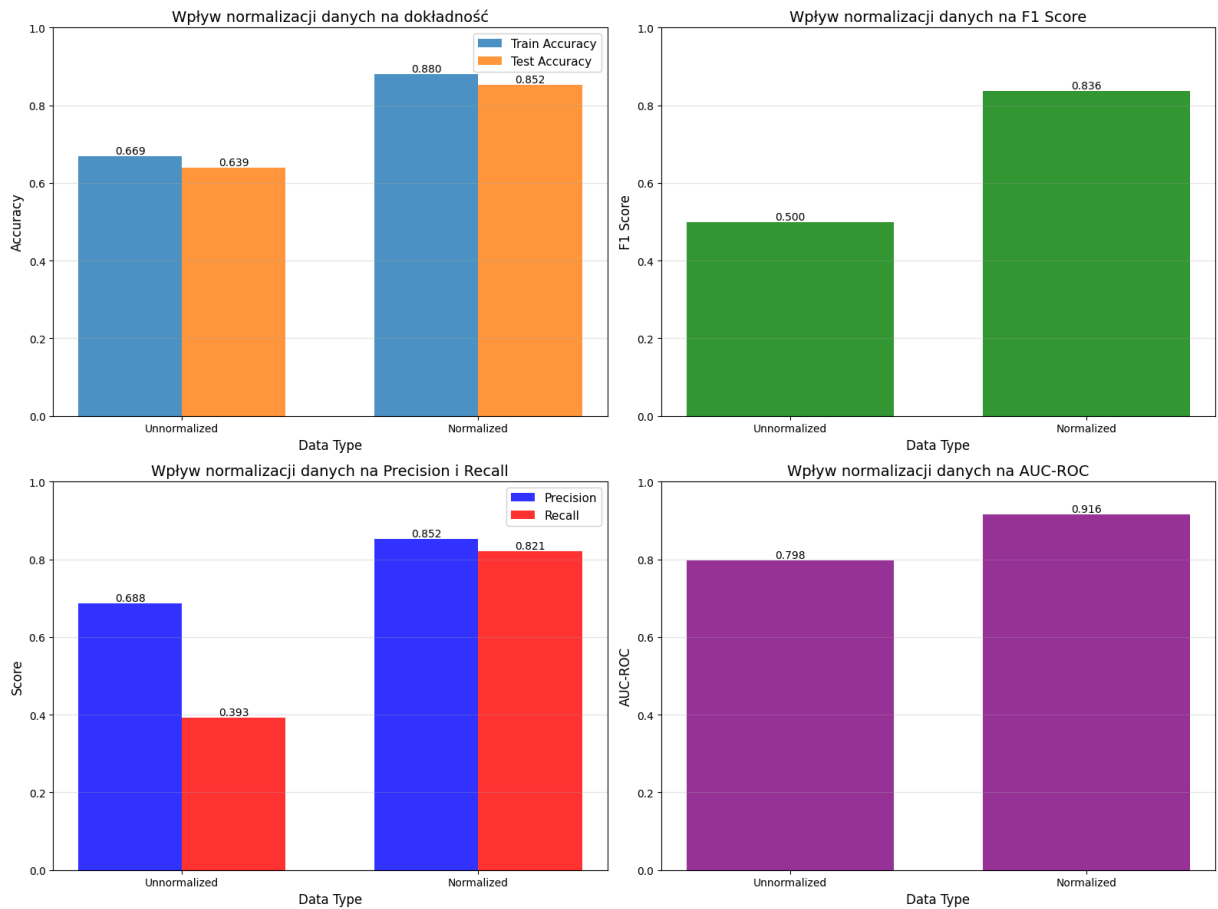 Wpływ normalizacji danych na dokładność
1.0
0.8
0.6
0.4
0.2
0.0
Accuracy
Train Accuracy
Test Accuracy
0.669
0.639
0.880
0.852
Unnormalized
Normalized
Data Type
Wpływ normalizacji danych na F1 Score
1.0
0.8
0.6
0.4
0.2
0.0
F1 Score
0.500
0.836
Unnormalized
Normalized
Data Type
Wpływ normalizacji danych na Precision i Recall
1.0
0.8
0.6
0.4
0.2
0.0
Score
Precision
Recall
0.688
0.393
0.852
0.821
Unnormalized
Normalized
Data Type
Wpływ normalizacji danych na AUC-ROC
1.0
0.8
0.6
0.4
0.2
0.0
AUC-ROC
0.798
0.916
Unnormalized
Normalized
Data Type